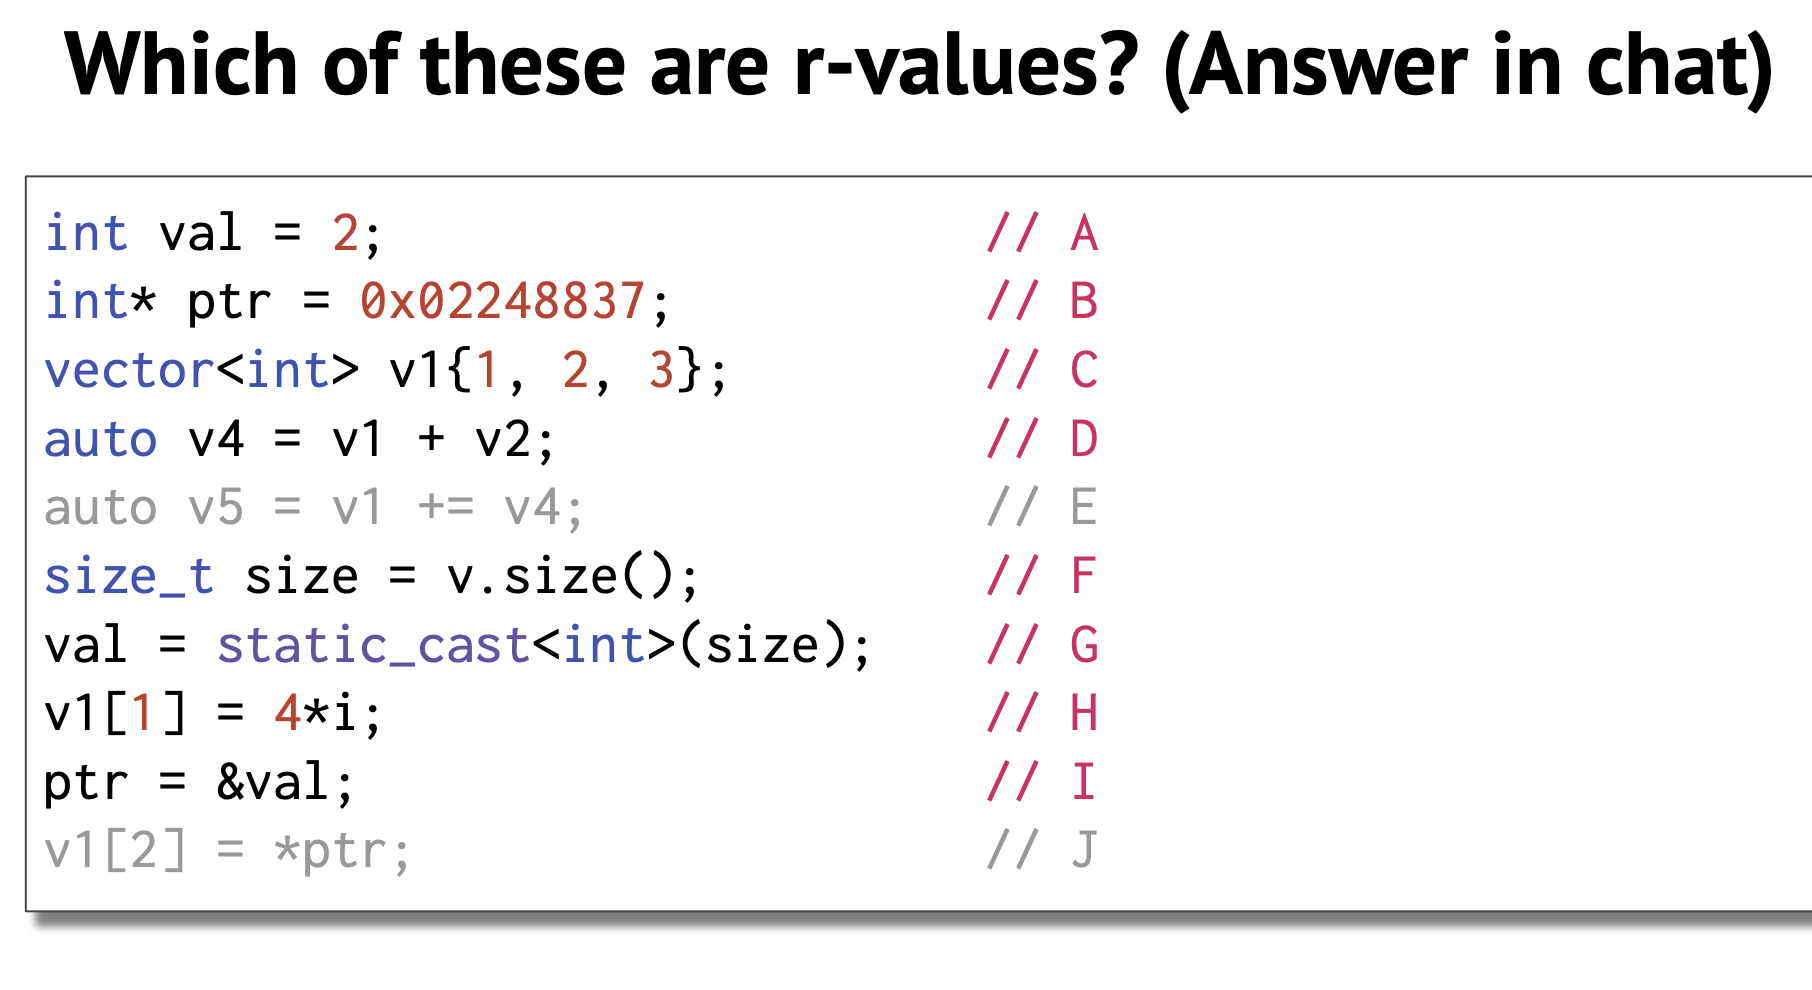 Which of these are r-values? (Answer in chat)
int val = 2; // A
int* ptr = 0x02248837; // B
vector<int> v1{1, 2, 3}; // C
auto v4 = v1 + v2; // D
auto v5 = v1 += v4; // E
size_t size = v.size(); // F
val = static_cast<int>(size); // G
v1[1] = 4*i; // H
ptr = &val; // I
v1[2] = *ptr; // J